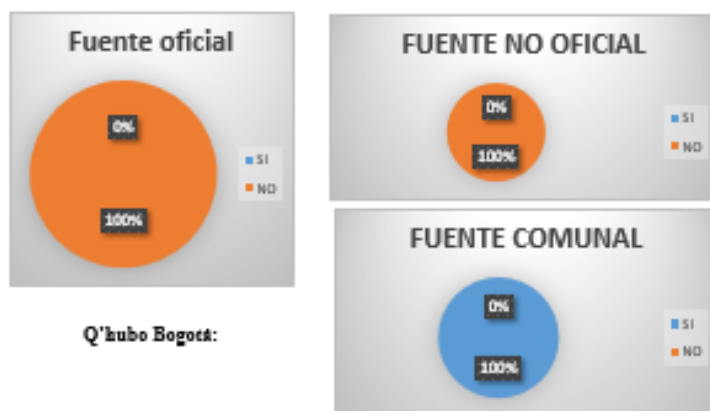 Fuente oficial
0%
100%
SI
NO
FUENTE NO OFICIAL
0%
100%
SI
NO
FUENTE COMUNAL
0%
100%
SI
NO
Q'hubo Bogotá: